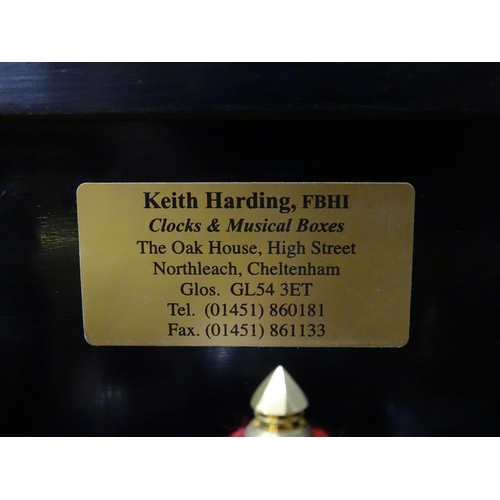 Keith Harding, FBHI
Clocks & Musical Boxes
The Oak House, High Street
Northleach, Cheltenham
Glos. GL54 3ET
Tel. (01451) 860181
Fax. (01451) 861133